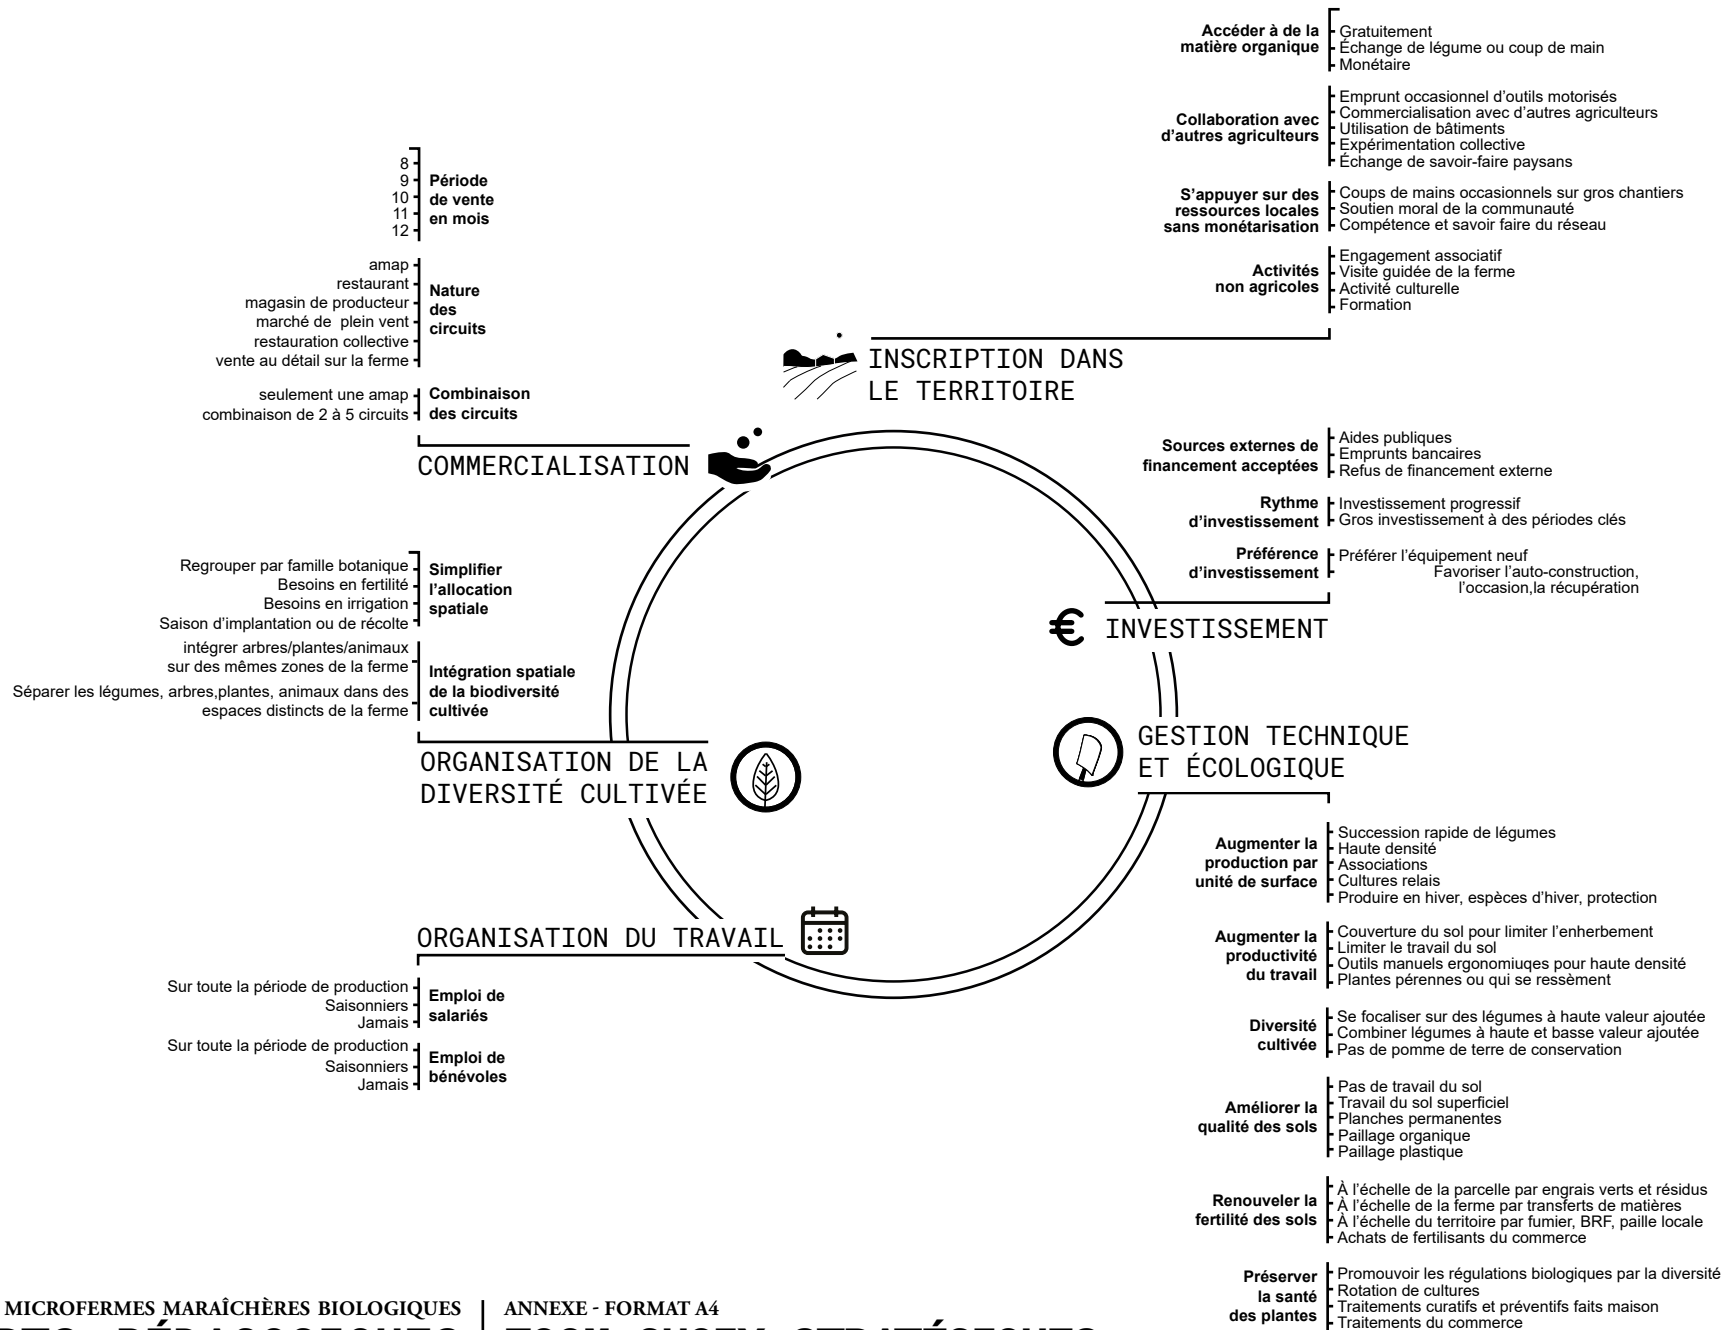 Accéder à de la
matière organique
Gratuitement
Échange de légume ou coup de main
Monétaire
Collaboration avec
d'autres agriculteurs
Emprunt occasionnel d'outils motorisés
Commercialisation avec d'autres agriculteurs
Utilisation de bâtiments
Expérimentation collective
Échange de savoir-faire paysans
S'appuyer sur des
ressources locales
sans monétarisation
Coups de mains occasionnels sur gros chantiers
Soutien moral de la communauté
Compétence et savoir faire du réseau
Activités
non agricoles
Engagement associatif
Visite guidée de la ferme
Activité culturelle
Formation
INSCRIPTION DANS
LE TERRITOIRE
8
9
10
11
12
Période
de vente
en mois
amap
restaurant
magasin de producteur
marché de plein vent
restauration collective
vente au détail sur la ferme
Nature
des
circuits
seulement une amap
combinaison de 2 à 5 circuits
Combinaison
des circuits
COMMERCIALISATION
Sources externes de
financement acceptées
Aides publiques
Emprunts bancaires
Refus de financement externe
Rythme
d'investissement
Investissement progressif
Gros investissement à des périodes clés
Préférence
d'investissement
Préférer l'équipement neuf
Favoriser l'auto-construction,
l'occasion,la récupération
€ INVESTISSEMENT
Regrouper par famille botanique
Besoins en fertilité
Besoins en irrigation
Saison d'implantation ou de récolte
Simplifier
l'allocation
spatiale
intégrer arbres/plantes/animaux
sur des mêmes zones de la ferme
Séparer les légumes, arbres,plantes, animaux dans des
espaces distincts de la ferme
Intégration spatiale
de la biodiversité
cultivée
ORGANISATION DE LA
DIVERSITÉ CULTIVÉE
GESTION TECHNIQUE
ET ÉCOLOGIQUE
Augmenter la
production par
unité de surface
Succession rapide de légumes
Haute densité
Associations
Cultures relais
Produire en hiver, espèces d'hiver, protection
Augmenter la
productivité
du travail
Couverture du sol pour limiter l'enherbement
Limiter le travail du sol
Outils manuels ergonomiuqes pour haute densité
Plantes pérennes ou qui se ressèment
Diversité
cultivée
Se focaliser sur des légumes à haute valeur ajoutée
Combiner légumes à haute et basse valeur ajoutée
Pas de pomme de terre de conservation
Améliorer la
qualité des sols
Pas de travail du sol
Travail du sol superficiel
Planches permanentes
Paillage organique
Paillage plastique
Renouveler la
fertilité des sols
À l'échelle de la parcelle par engrais verts et résidus
À l'échelle de la ferme par transferts de matières
À l'échelle du territoire par fumier, BRF, paille locale
Achats de fertilisants du commerce
Préserver
la santé
des plantes
Promouvoir les régulations biologiques par la diversité
Rotation de cultures
Traitements curatifs et préventifs faits maison
Traitements du commerce
ORGANISATION DU TRAVAIL
Sur toute la période de production
Saisonniers
Jamais
Emploi de
salariés
Sur toute la période de production
Saisonniers
Jamais
Emploi de
bénévoles
MICROFERMES MARAÎCHÈRES BIOLOGIQUES
ANNEXE - FORMAT A4